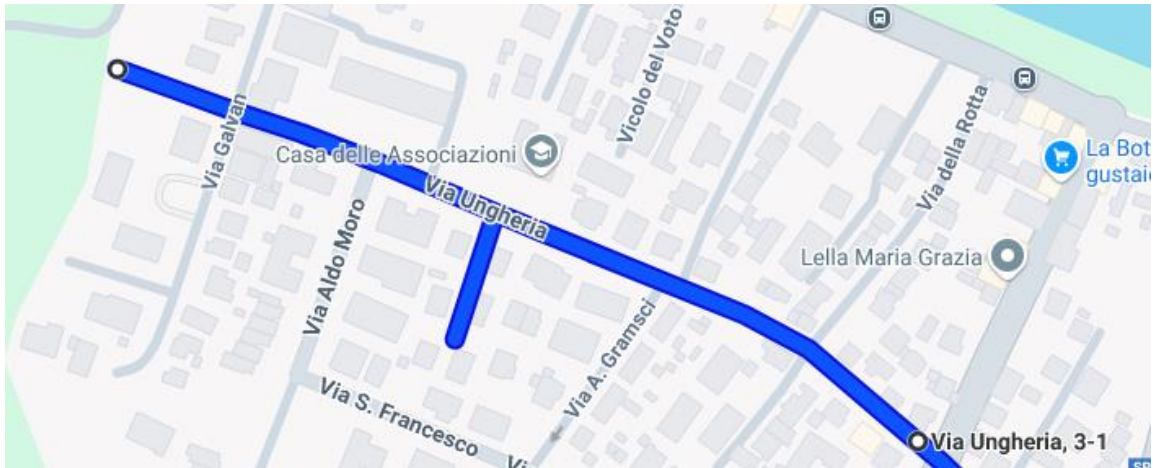 Via Galvan
Casa delle Associazioni
Vicolo del Voto
Via della Rotta
La Bot
gustaio
Via Ungheria
Lella Maria Grazia
Via Aldo Moro
Via A. Gramsci
Via S. Francesco
Via Ungheria, 3-1